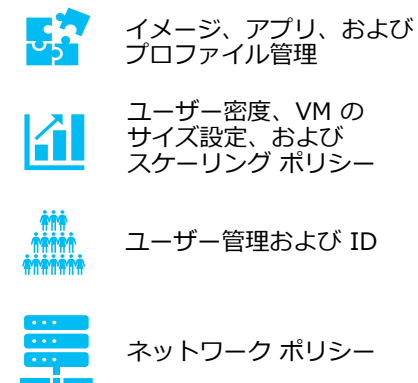 イメージ、アプリ、および
プロファイル管理
ユーザー密度、VM の
サイズ設定、および
スケーリング ポリシー
ユーザー管理および ID
ネットワーク ポリシー